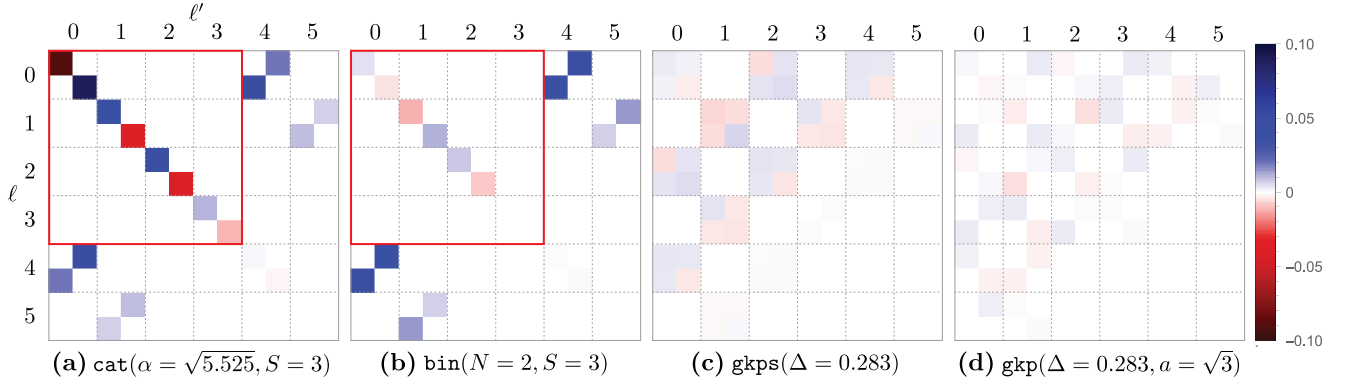 ℓ′
0 1 2 3 4 5 0 1 2 3 4 5 0 1 2 3 4 5 0 1 2 3 4 5
0
1
2
ℓ
3
4
5
0.10
0.05
0
−0.05
−0.10
(a) cat(α = √5.525, S = 3) (b) bin(N = 2, S = 3) (c) gkps(Δ = 0.283) (d) gkp(Δ = 0.283, a = √3)